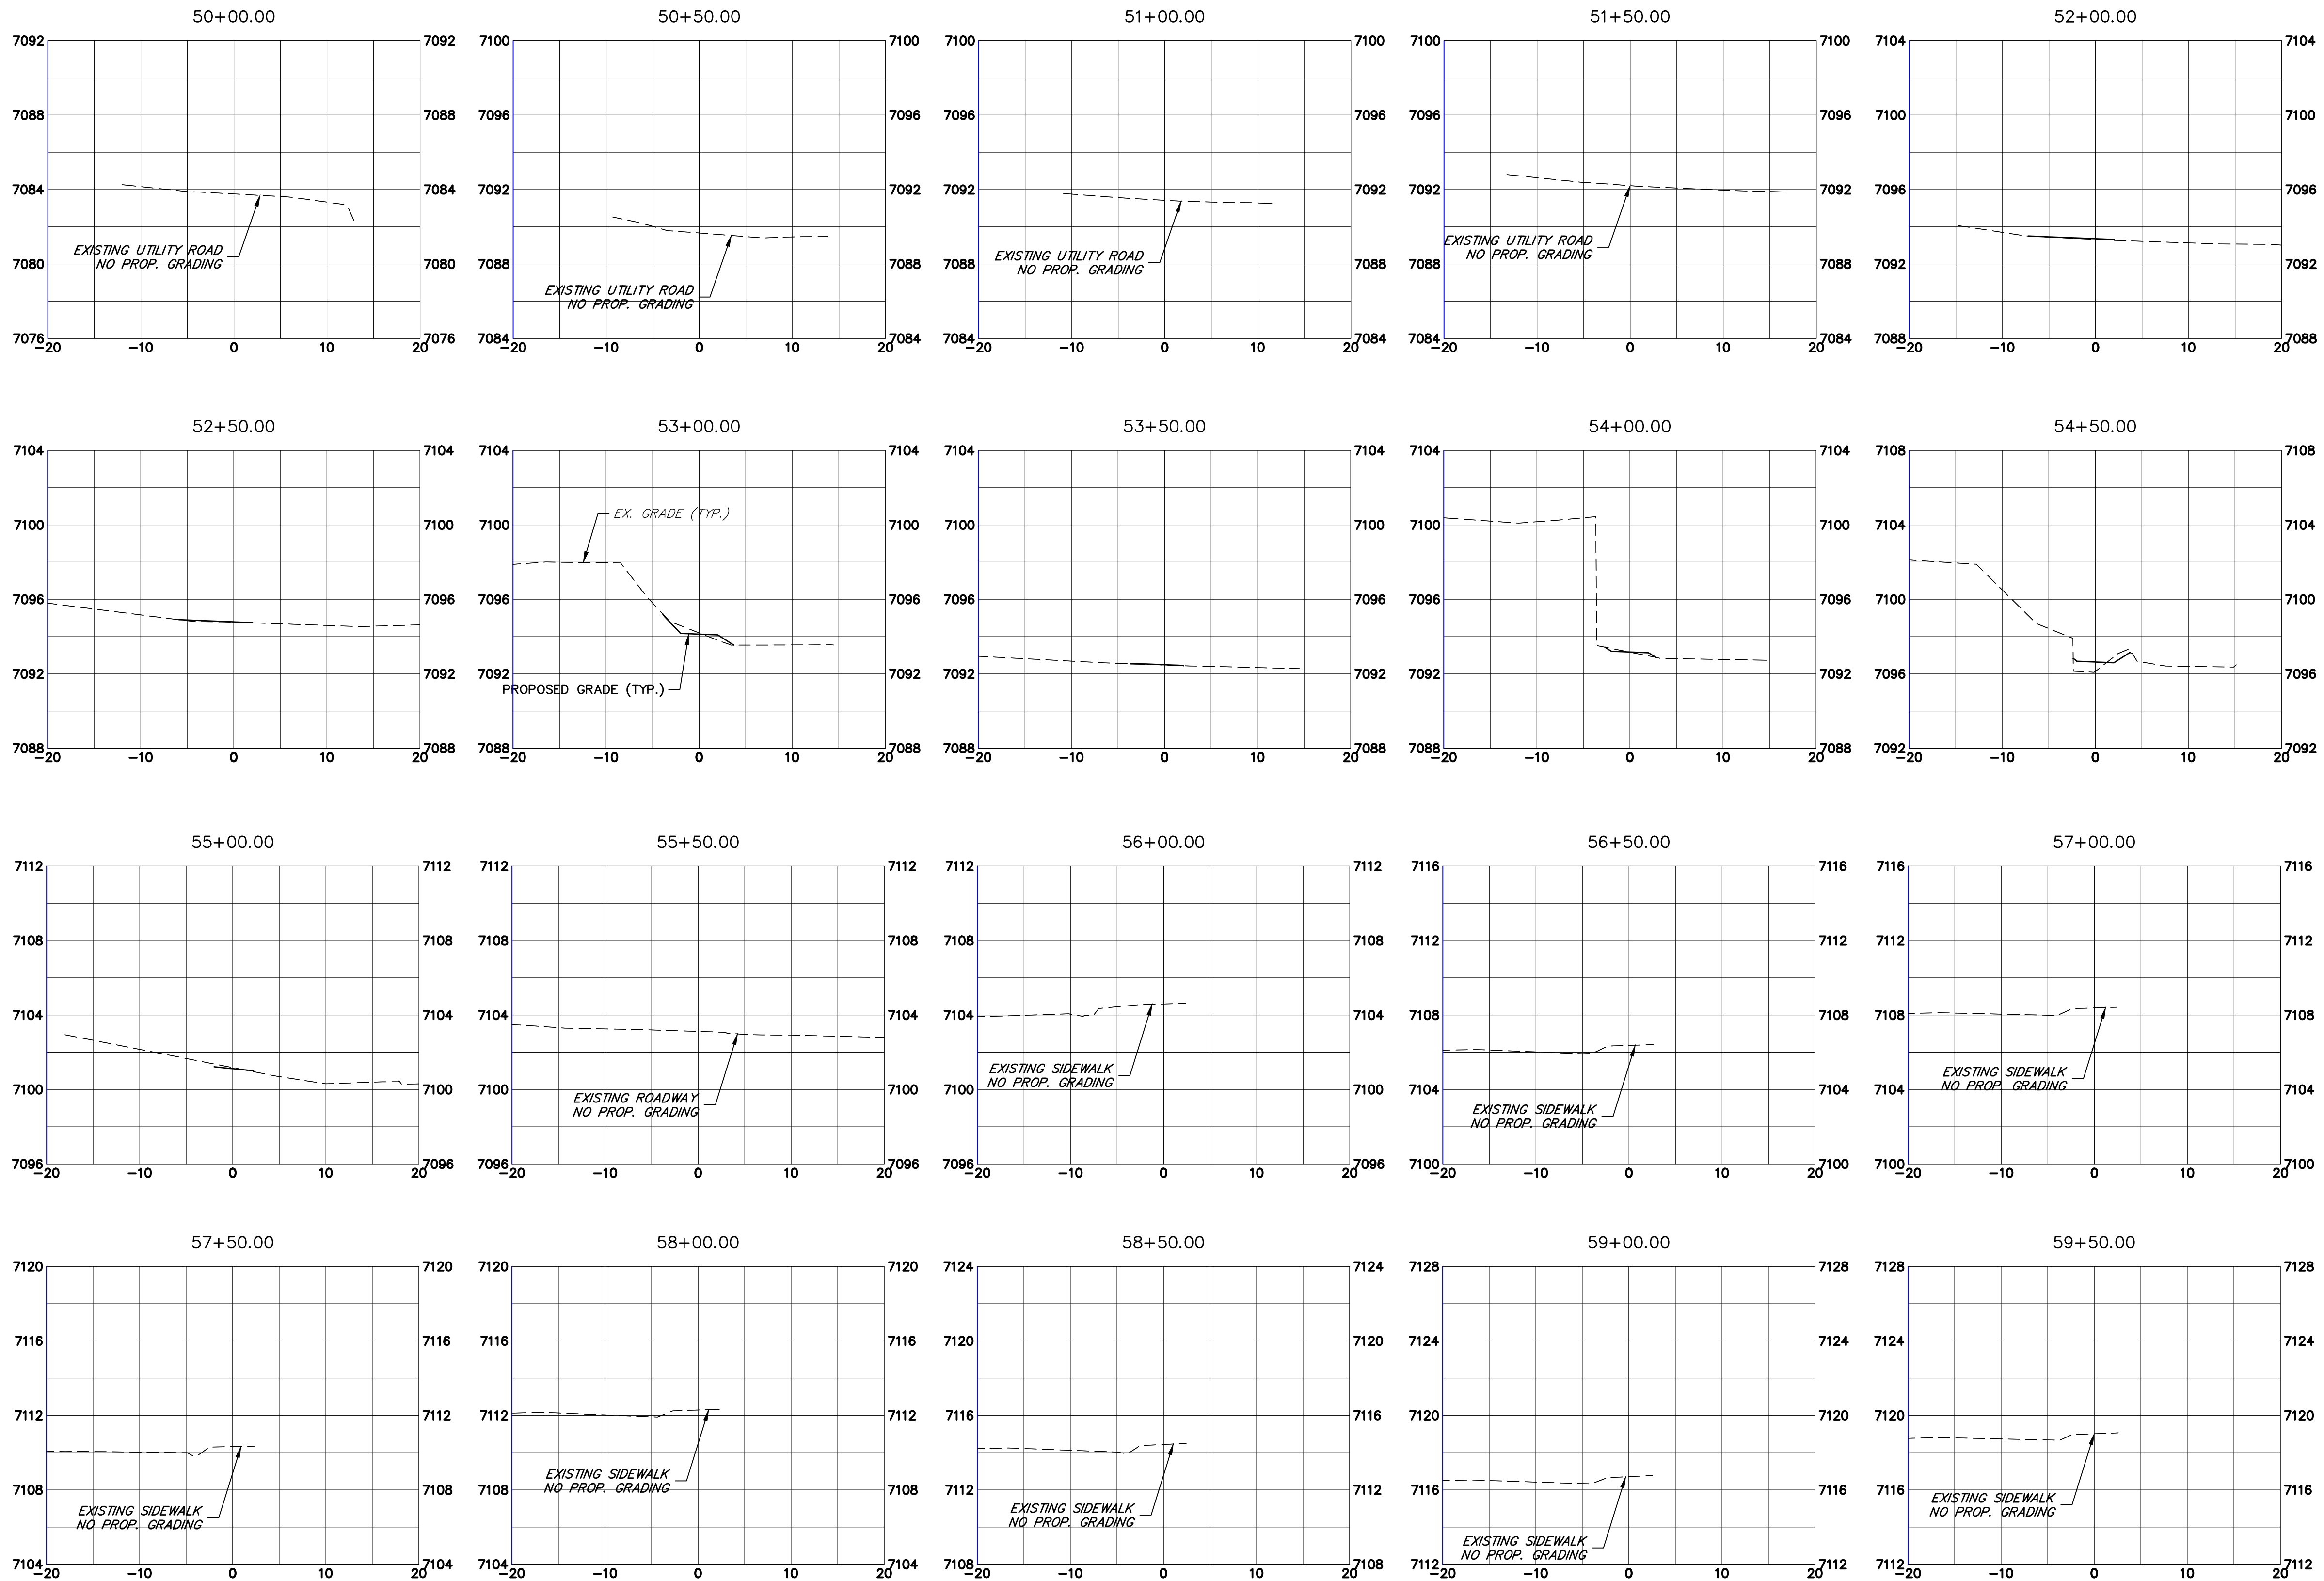 50+00.00
7092 7092
7088 7088
7084 7084
EXISTING UTILITY ROAD
NO PROP. GRADING
7080 7080
7076 7076
-20 -10 0 10 20
50+50.00
7100 7100
7096 7096
7092 7092
7088 7088
EXISTING UTILITY ROAD
NO PROP. GRADING
7084 7084
-20 -10 0 10 20
51+00.00
7100 7100
7096 7096
7092 7092
EXISTING UTILITY ROAD
NO PROP. GRADING
7088 7088
7084 7084
-20 -10 0 10 20
51+50.00
7100 7100
7096 7096
7092 7092
EXISTING UTILITY ROAD
NO PROP. GRADING
7088 7088
7084 7084
-20 -10 0 10 20
52+00.00
7104 7104
7100 7100
7096 7096
7092 7092
7088 7088
-20 -10 0 10 20
52+50.00
7104 7104
7100 7100
7096 7096
7092 7092
7088 7088
-20 -10 0 10 20
53+00.00
7104 7104
EX. GRADE (TYP.)
7100 7100
7096 7096
7092 7092
PROPOSED GRADE (TYP.)
7088 7088
-20 -10 0 10 20
53+50.00
7104 7104
7100 7100
7096 7096
7092 7092
7088 7088
-20 -10 0 10 20
54+00.00
7104 7104
7100 7100
7096 7096
7092 7092
7088 7088
-20 -10 0 10 20
54+50.00
7108 7108
7104 7104
7100 7100
7096 7096
7092 7092
-20 -10 0 10 20
55+00.00
7112 7112
7108 7108
7104 7104
7100 7100
7096 7096
-20 -10 0 10 20
55+50.00
7112 7112
7108 7108
7104 7104
7100 7100
EXISTING ROADWAY
NO PROP. GRADING
7096 7096
-20 -10 0 10 20
56+00.00
7112 7112
7108 7108
7104 7104
EXISTING SIDEWALK
NO PROP. GRADING
7100 7100
7096 7096
-20 -10 0 10 20
56+50.00
7116 7116
7112 7112
7108 7108
7104 7104
EXISTING SIDEWALK
NO PROP. GRADING
7100 7100
-20 -10 0 10 20
57+00.00
7116 7116
7112 7112
7108 7108
EXISTING SIDEWALK
NO PROP. GRADING
7104 7104
7100 7100
-20 -10 0 10 20
57+50.00
7120 7120
7116 7116
7112 7112
7108 7108
EXISTING SIDEWALK
NO PROP. GRADING
7104 7104
-20 -10 0 10 20
58+00.00
7120 7120
7116 7116
7112 7112
EXISTING SIDEWALK
NO PROP. GRADING
7108 7108
7104 7104
-20 -10 0 10 20
58+50.00
7124 7124
7120 7120
7116 7116
7112 7112
EXISTING SIDEWALK
NO PROP. GRADING
7108 7108
-20 -10 0 10 20
59+00.00
7128 7128
7124 7124
7120 7120
7116 7116
EXISTING SIDEWALK
NO PROP. GRADING
7112 7112
-20 -10 0 10 20
59+50.00
7128 7128
7124 7124
7120 7120
7116 7116
EXISTING SIDEWALK
NO PROP. GRADING
7112 7112
-20 -10 0 10 20